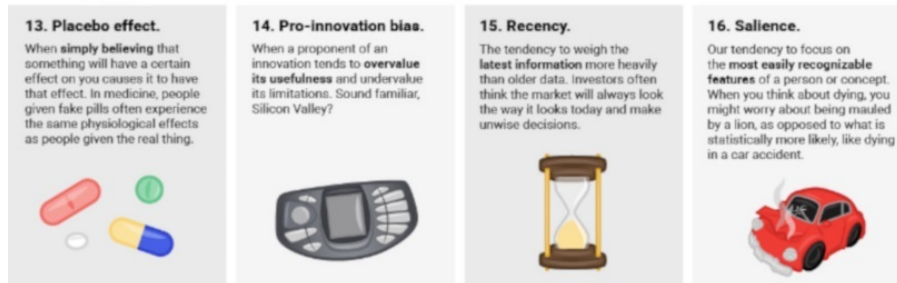 13. Placebo effect.
When simply believing that
something will have a certain
effect on you causes it to have
that effect. In medicine, people
given fake pills often experience
the same physiological effects
as people given the real thing.
14. Pro-innovation bias.
When a proponent of an
innovation tends to overvalue
its usefulness and undervalue
its limitations. Sound familiar,
Silicon Valley?
15. Recency.
The tendency to weigh the
latest information more heavily
than older data. Investors often
think the market will always look
the way it looks today and make
unwise decisions.
16. Salience.
Our tendency to focus on
the most easily recognizable
features of a person or concept.
When you think about dying, you
might worry about being mauled
by a lion, as opposed to what is
statistically more likely, like dying
in a car accident.